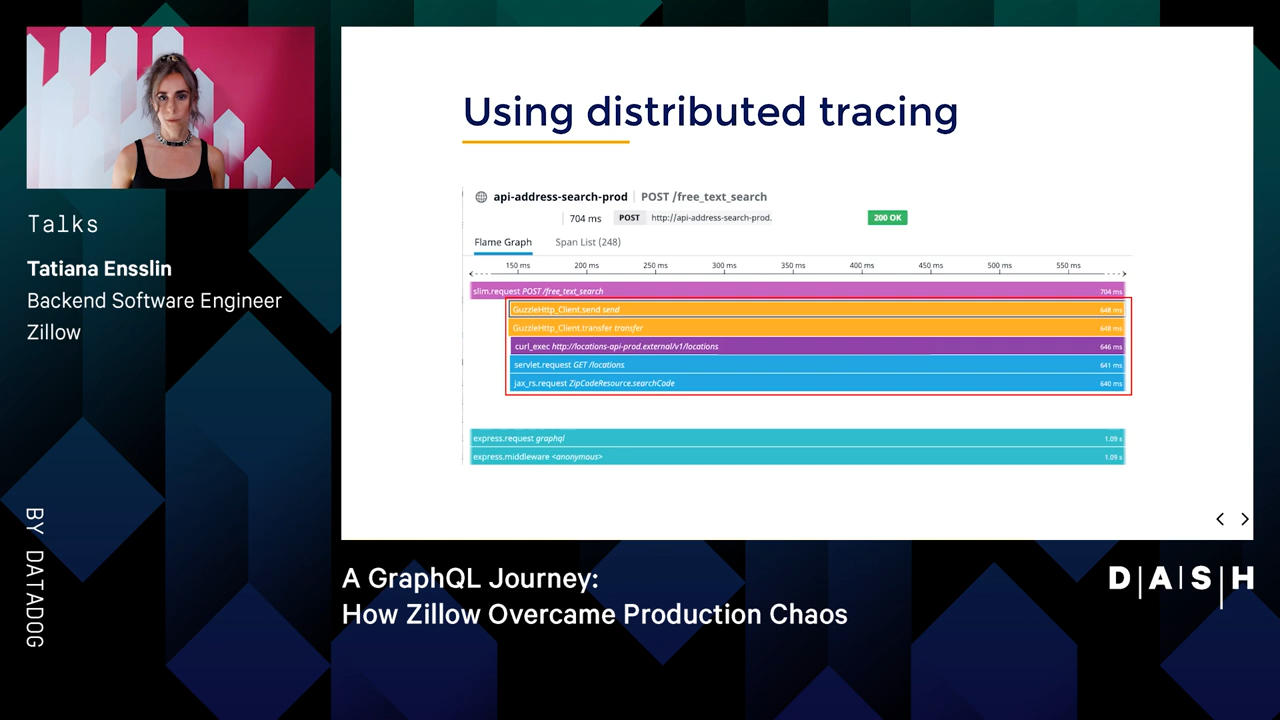 Talks
Tatiana Ensslin
Backend Software Engineer
Zillow
BY DATADOG
Using distributed tracing
api-address-search-prod | POST /free_text_search
704 ms POST http://api-address-search-prod. 200 OK
Flame Graph Span List (248)
150 ms 200 ms 250 ms 300 ms 350 ms 400 ms 450 ms 500 ms 550 ms
slim.request POST /free_text_search 704 ms
GuzzleHttp_Client.send send 648 ms
GuzzleHttp_Client.transfer transfer 648 ms
curl_exec http://locations-api-prod.external/v1/locations 646 ms
servlet.request GET /locations 641 ms
jax_rs.request ZipCodeResource.searchCode 640 ms
express.request graphql 1.09 s
express.middleware <anonymous> 1.09 s
A GraphQL Journey:
How Zillow Overcame Production Chaos
D|A|S|H